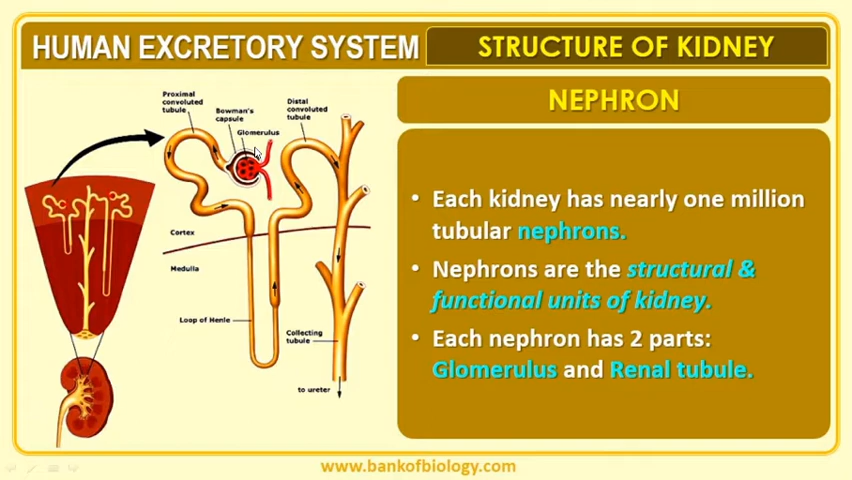 HUMAN EXCRETORY SYSTEM
STRUCTURE OF KIDNEY
NEPHRON
Proximal
convoluted
tubule
Bowman's
capsule
Glomerulus
Distal
convoluted
tubule
Cortex
Medulla
Loop of Henle
Collecting
tubule
to ureter
• Each kidney has nearly one million
tubular nephrons.
• Nephrons are the structural &
functional units of kidney.
• Each nephron has 2 parts:
Glomerulus and Renal tubule.
www.bankofbiology.com